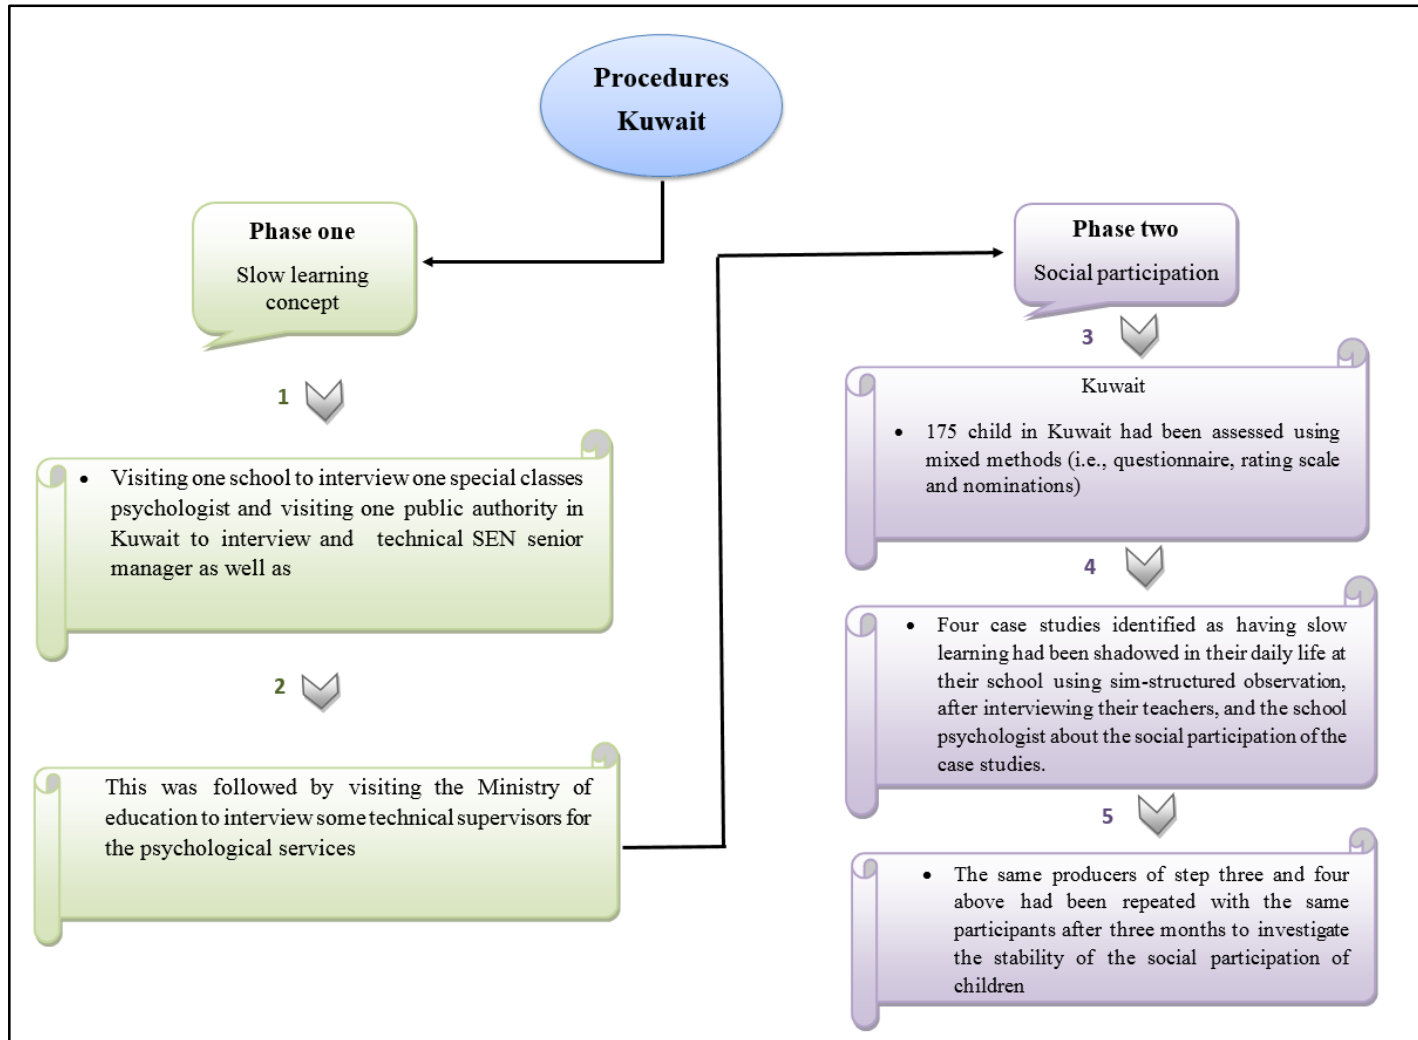 Procedures
Kuwait
Phase one
Slow learning
concept
1
• Visiting one school to interview one special classes
psychologist and visiting one public authority in
Kuwait to interview and technical SEN senior
manager as well as
2
This was followed by visiting the Ministry of
education to interview some technical supervisors for
the psychological services
Phase two
Social participation
3
Kuwait
• 175 child in Kuwait had been assessed using
mixed methods (i.e., questionnaire, rating scale
and nominations)
4
• Four case studies identified as having slow
learning had been shadowed in their daily life at
their school using sim-structured observation,
after interviewing their teachers, and the school
psychologist about the social participation of the
case studies.
5
• The same producers of step three and four
above had been repeated with the same
participants after three months to investigate
the stability of the social participation of
children